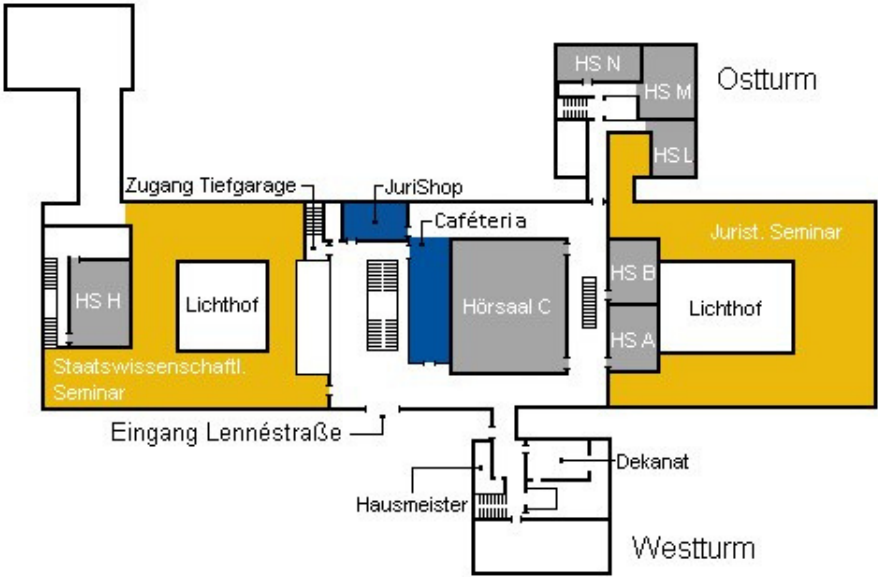 HS N
Ostturm
HS M
HS L
Zugang Tiefgarage
JuriShop
Caféteria
Jurist. Seminar
HS B
HS H
Lichthof
Hörsaal C
Lichthof
HS A
Staatswissenschaftl.
Seminar
Eingang Lennéstraße
Dekanat
Hausmeister
Westturm